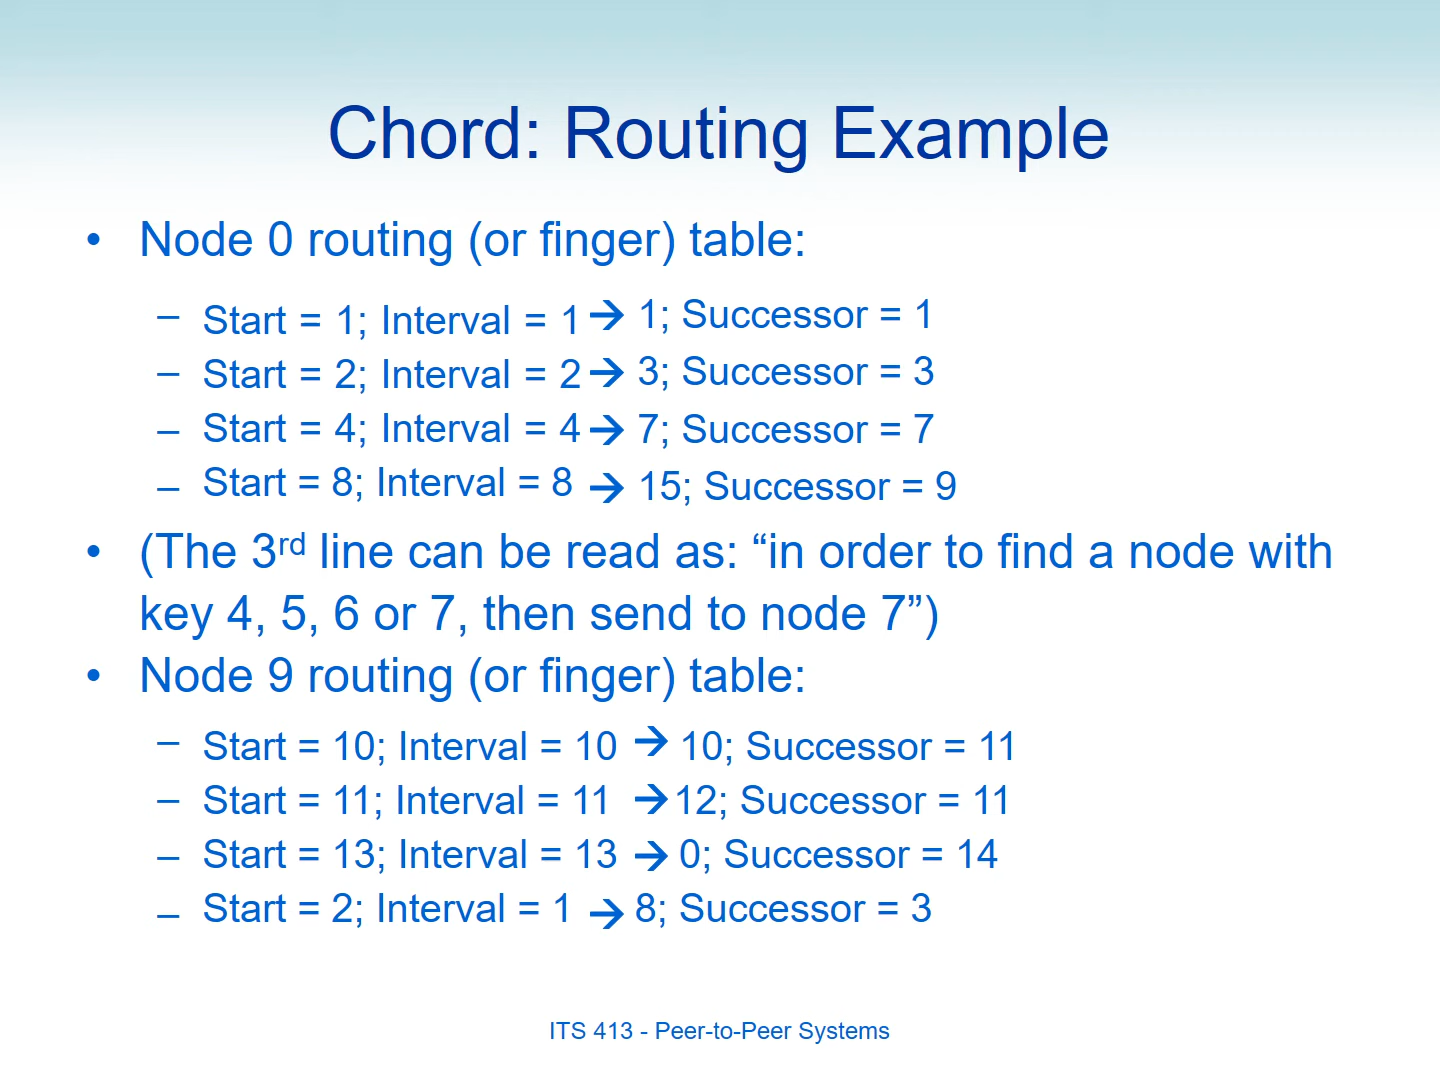 Chord: Routing Example
• Node 0 routing (or finger) table:
– Start = 1; Interval = 1 → 1; Successor = 1
– Start = 2; Interval = 2 → 3; Successor = 3
– Start = 4; Interval = 4 → 7; Successor = 7
– Start = 8; Interval = 8 → 15; Successor = 9
• (The 3rd line can be read as: “in order to find a node with
key 4, 5, 6 or 7, then send to node 7”)
• Node 9 routing (or finger) table:
– Start = 10; Interval = 10 → 10; Successor = 11
– Start = 11; Interval = 11 → 12; Successor = 11
– Start = 13; Interval = 13 → 0; Successor = 14
– Start = 2; Interval = 1 → 8; Successor = 3
ITS 413 - Peer-to-Peer Systems